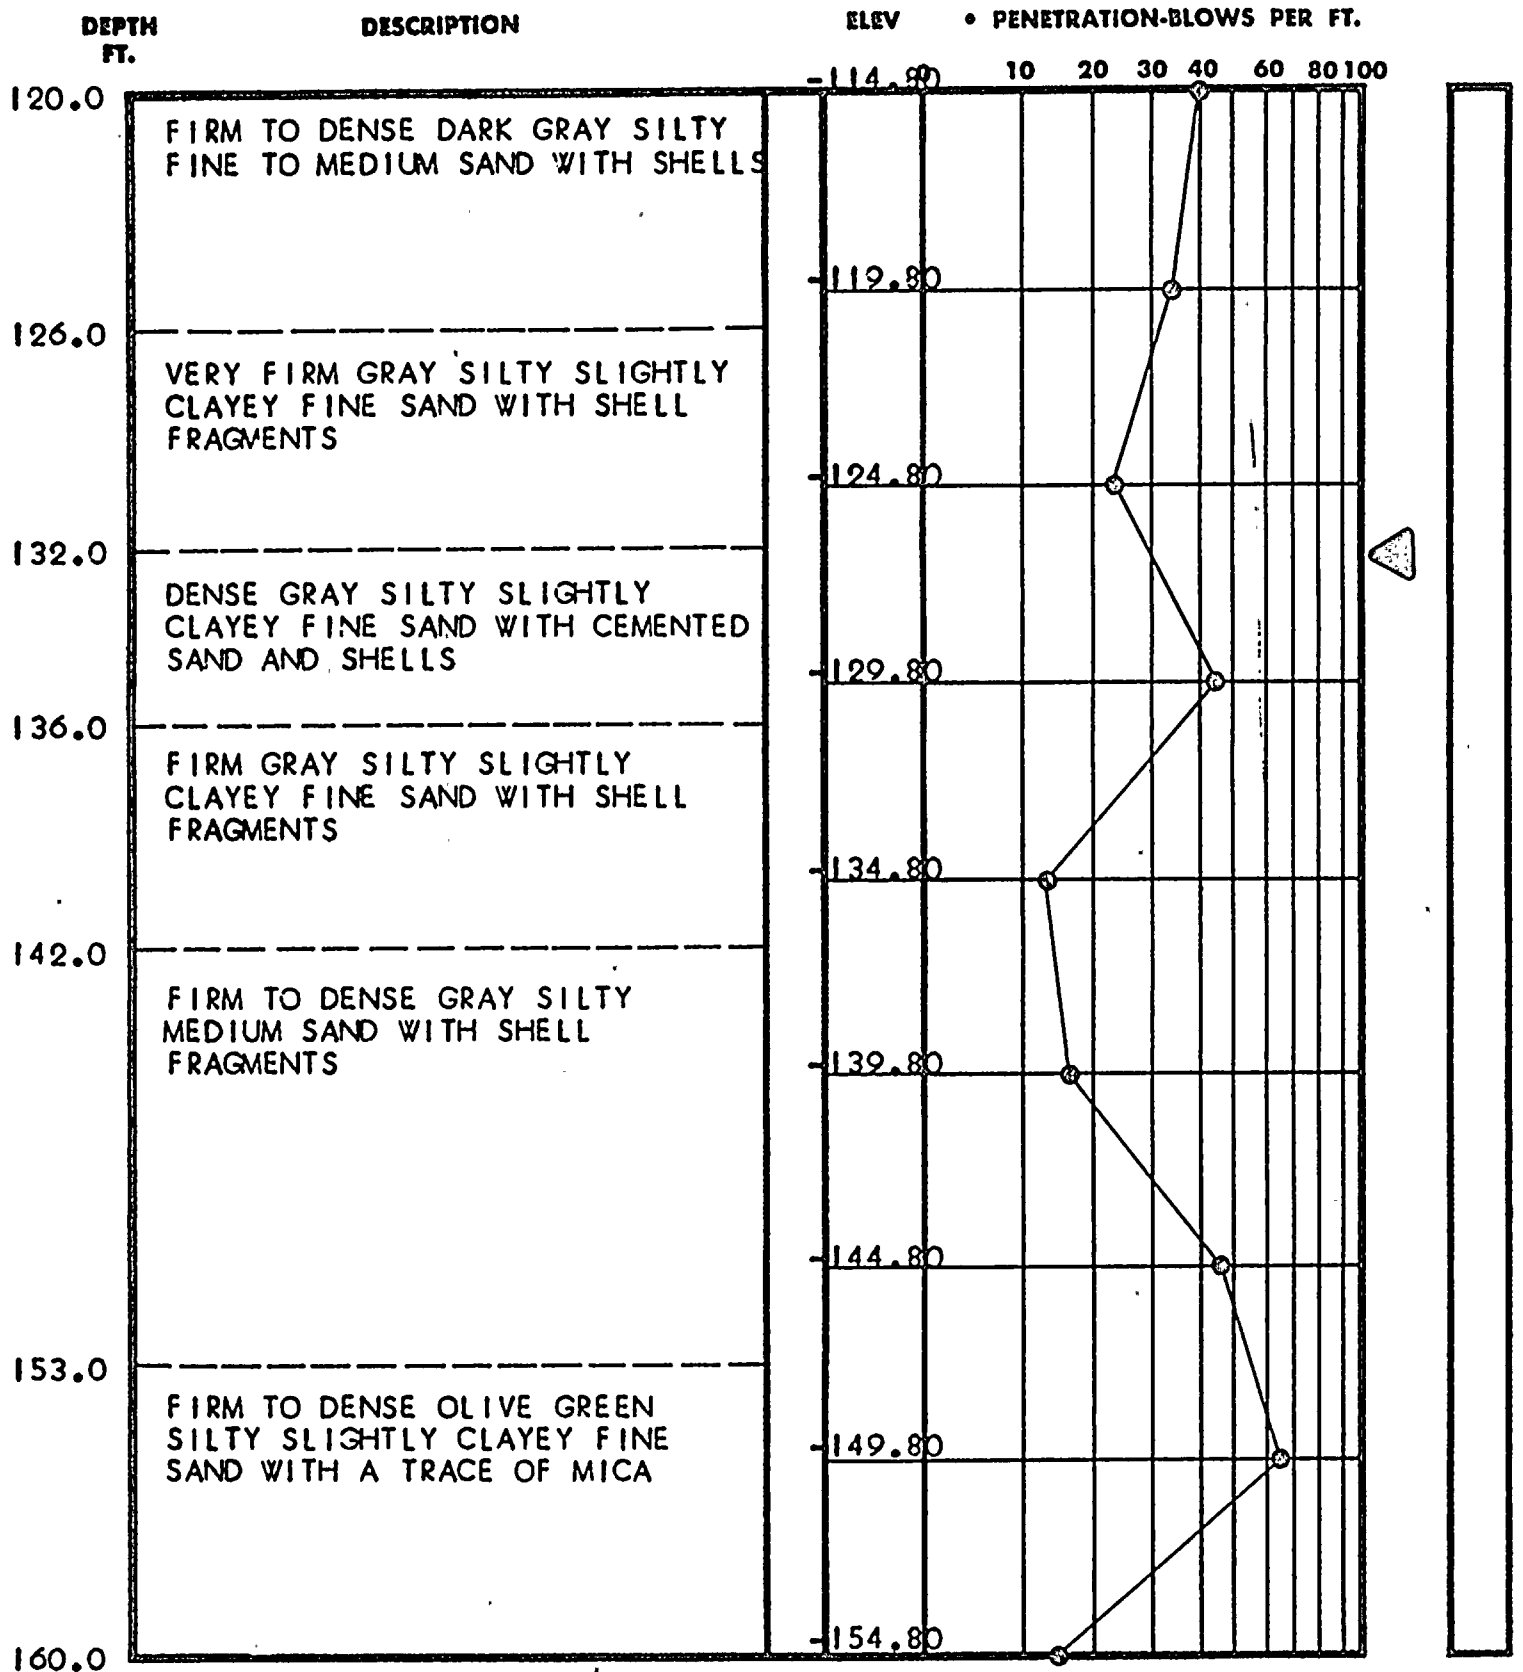 DEPTH FT. DESCRIPTION ELEV • PENETRATION-BLOWS PER FT.
0 10 20 30 40 60 80 100
120.0 -114.80
FIRM TO DENSE DARK GRAY SILTY
FINE TO MEDIUM SAND WITH SHELLS
-119.80
126.0
VERY FIRM GRAY SILTY SLIGHTLY
CLAYEY FINE SAND WITH SHELL
FRAGMENTS
-124.80
132.0
DENSE GRAY SILTY SLIGHTLY
CLAYEY FINE SAND WITH CEMENTED
SAND AND SHELLS
-129.80
136.0
FIRM GRAY SILTY SLIGHTLY
CLAYEY FINE SAND WITH SHELL
FRAGMENTS
-134.80
142.0
FIRM TO DENSE GRAY SILTY
MEDIUM SAND WITH SHELL
FRAGMENTS
-139.80
-144.80
153.0
FIRM TO DENSE OLIVE GREEN
SILTY SLIGHTLY CLAYEY FINE
SAND WITH A TRACE OF MICA
-149.80
-154.80
160.0